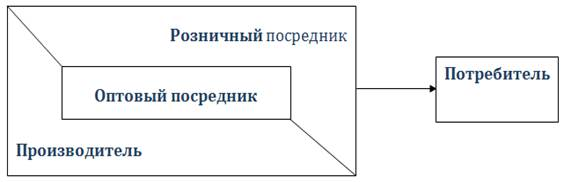 Розничный посредник
Потребитель
Оптовый посредник
Производитель